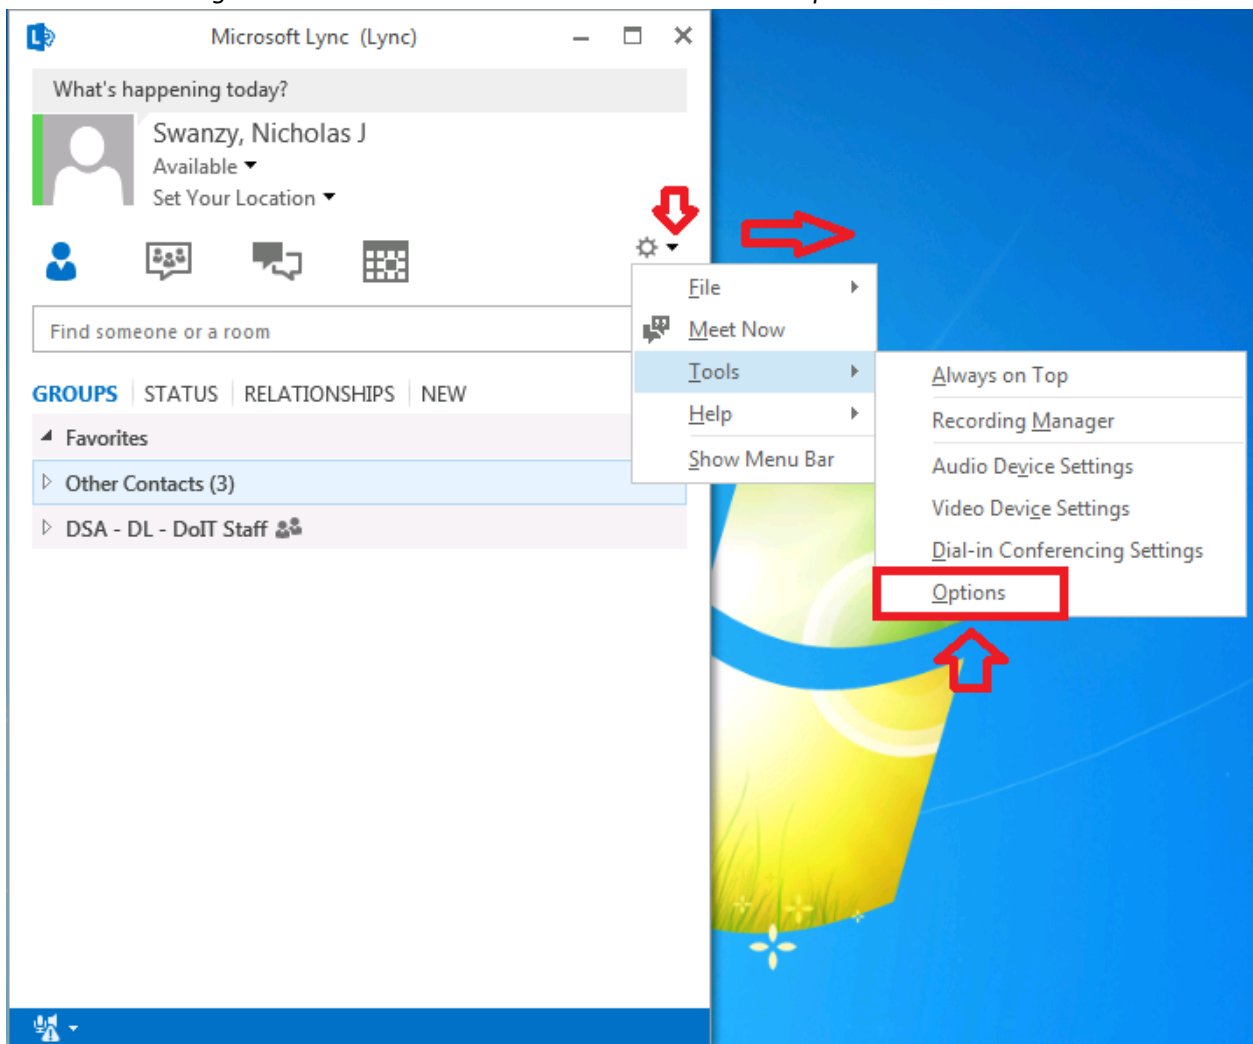 Microsoft Lync (Lync)
What's happening today?
Swanzy, Nicholas J
Available
Set Your Location
Find someone or a room
GROUPS STATUS RELATIONSHIPS NEW
Favorites
Other Contacts (3)
DSA - DL - DoIT Staff
File
Meet Now
Tools
Help
Show Menu Bar
Always on Top
Recording Manager
Audio Device Settings
Video Device Settings
Dial-in Conferencing Settings
Options